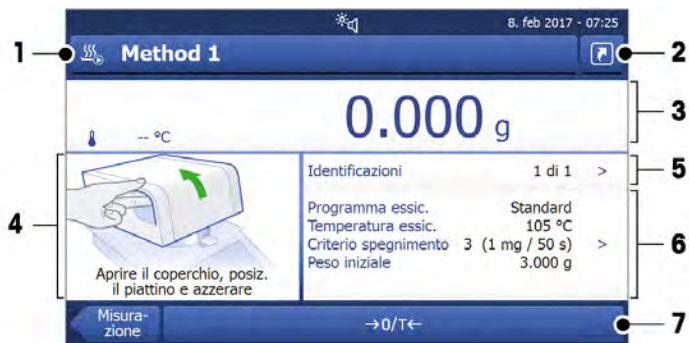 8. feb 2017 - 07:25
1
Method 1
2
3
0.000 g
-- °C
4
Identificazioni 1 di 1 >
5
Programma essic. Standard
Temperatura essic. 105 °C
Criterio spegnimento 3 (1 mg / 50 s) >
Peso iniziale 3.000 g
6
Aprire il coperchio, posiz.
il piattino e azzerare
Misura-
zione
→0/T←
7